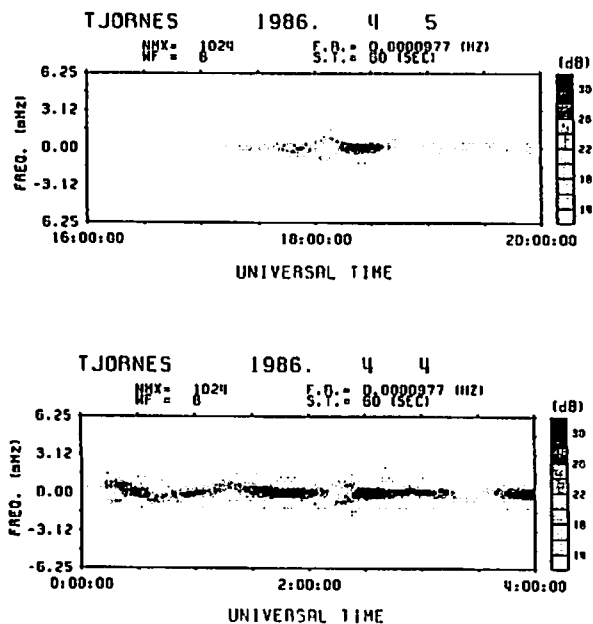 TJORNES 1986. 4 5
NMX= 1024 F.R.= 0.0000977 (HZ)
WF = 8 S.T.= 60 (SEC)
(dB)
6.25
3.12
0.00
-3.12
6.25
FREQ. (mHz)
30
26
22
18
14
16:00:00 18:00:00 20:00:00
UNIVERSAL TIME
TJORNES 1986. 4 4
NMX= 1024 F.R.= 0.0000977 (HZ)
WF = 8 S.T.= 60 (SEC)
(dB)
6.25
3.12
0.00
-3.12
-6.25
FREQ. (mHz)
30
26
22
18
14
0:00:00 2:00:00 4:00:00
UNIVERSAL TIME